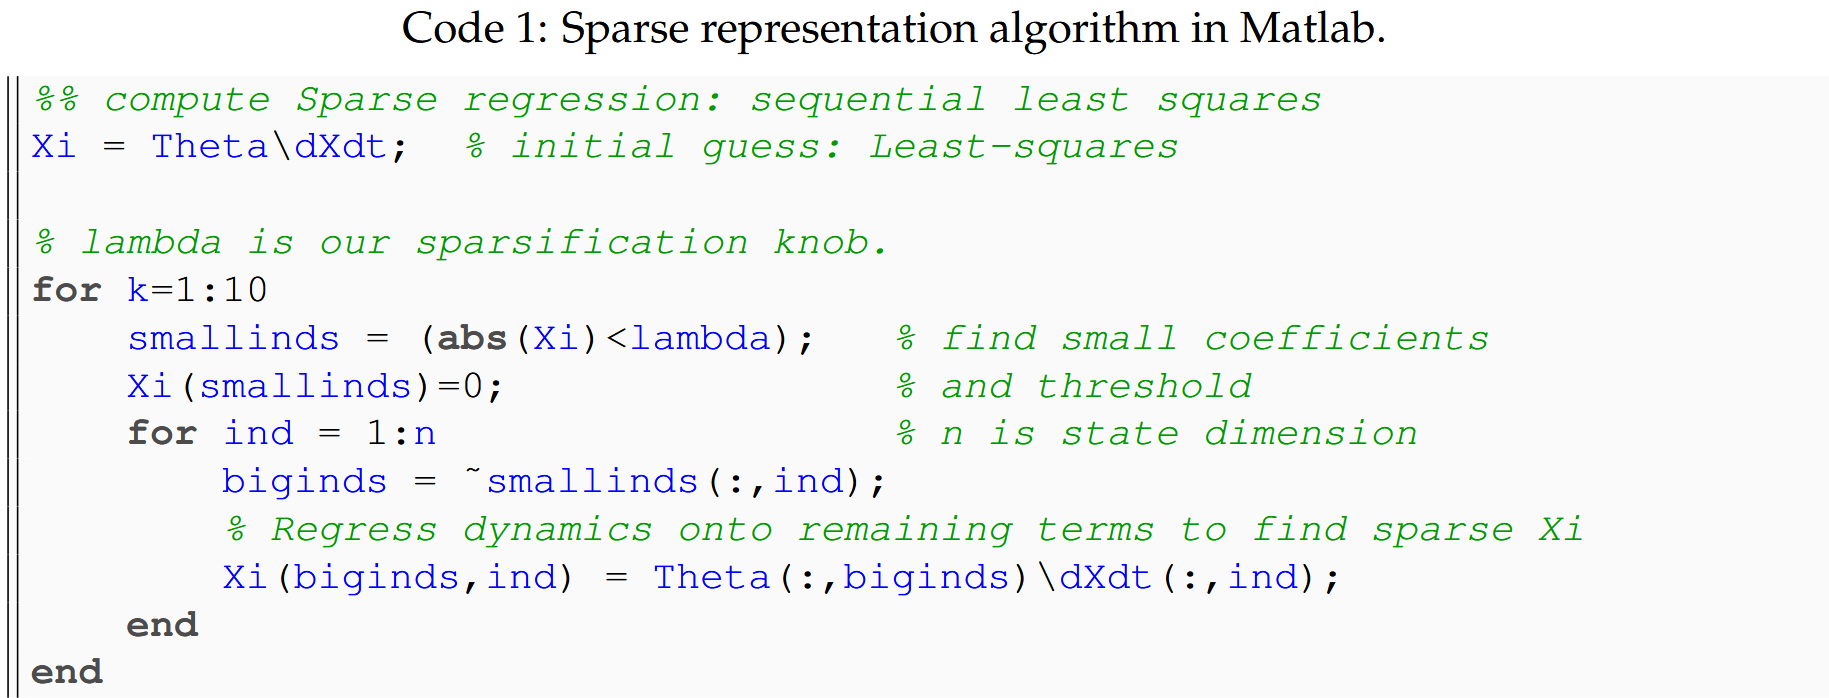 Code 1: Sparse representation algorithm in Matlab.
%% compute Sparse regression: sequential least squares
Xi = Theta\dXdt;  % initial guess: Least-squares

% lambda is our sparsification knob.
for k=1:10
    smallinds = (abs(Xi)<lambda);   % find small coefficients
    Xi(smallinds)=0;                % and threshold
    for ind = 1:n                   % n is state dimension
        biginds = ~smallinds(:,ind);
        % Regress dynamics onto remaining terms to find sparse Xi
        Xi(biginds,ind) = Theta(:,biginds)\dXdt(:,ind);
    end
end